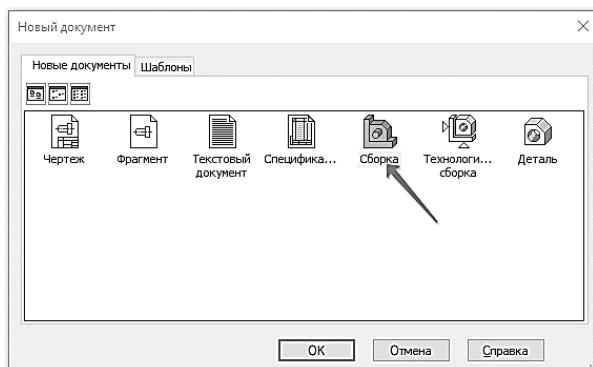 Новый документ
Новые документы Шаблоны
Чертеж Фрагмент Текстовый документ Специфика... Сборка Технологи... сборка Деталь
OK Отмена Справка